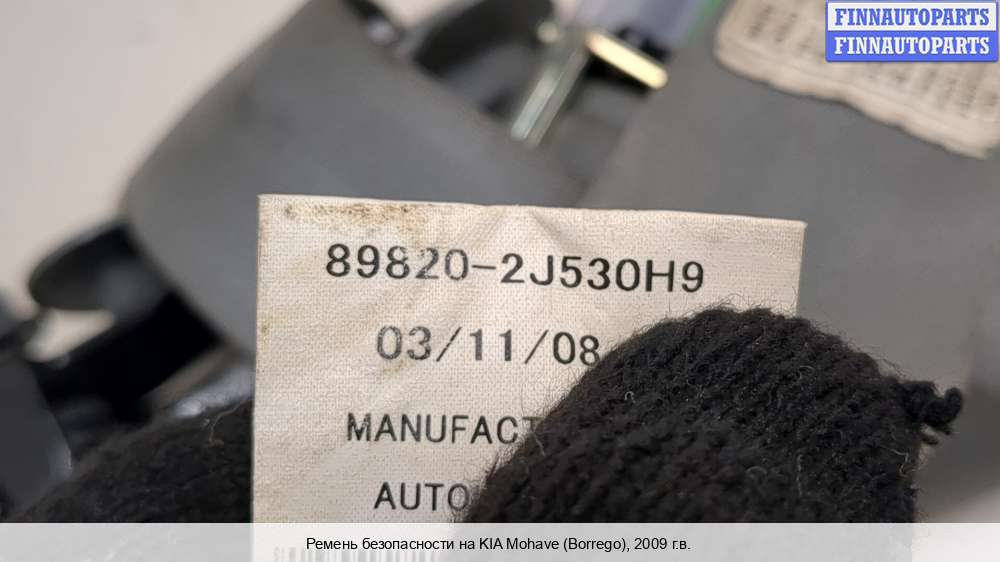 FINNAUTOPARTS
FINNAUTOPARTS
89820-2J530H9
03/11/08
MANUFACT
AUTO
Ремень безопасности на KIA Mohave (Borrego), 2009 г.в.